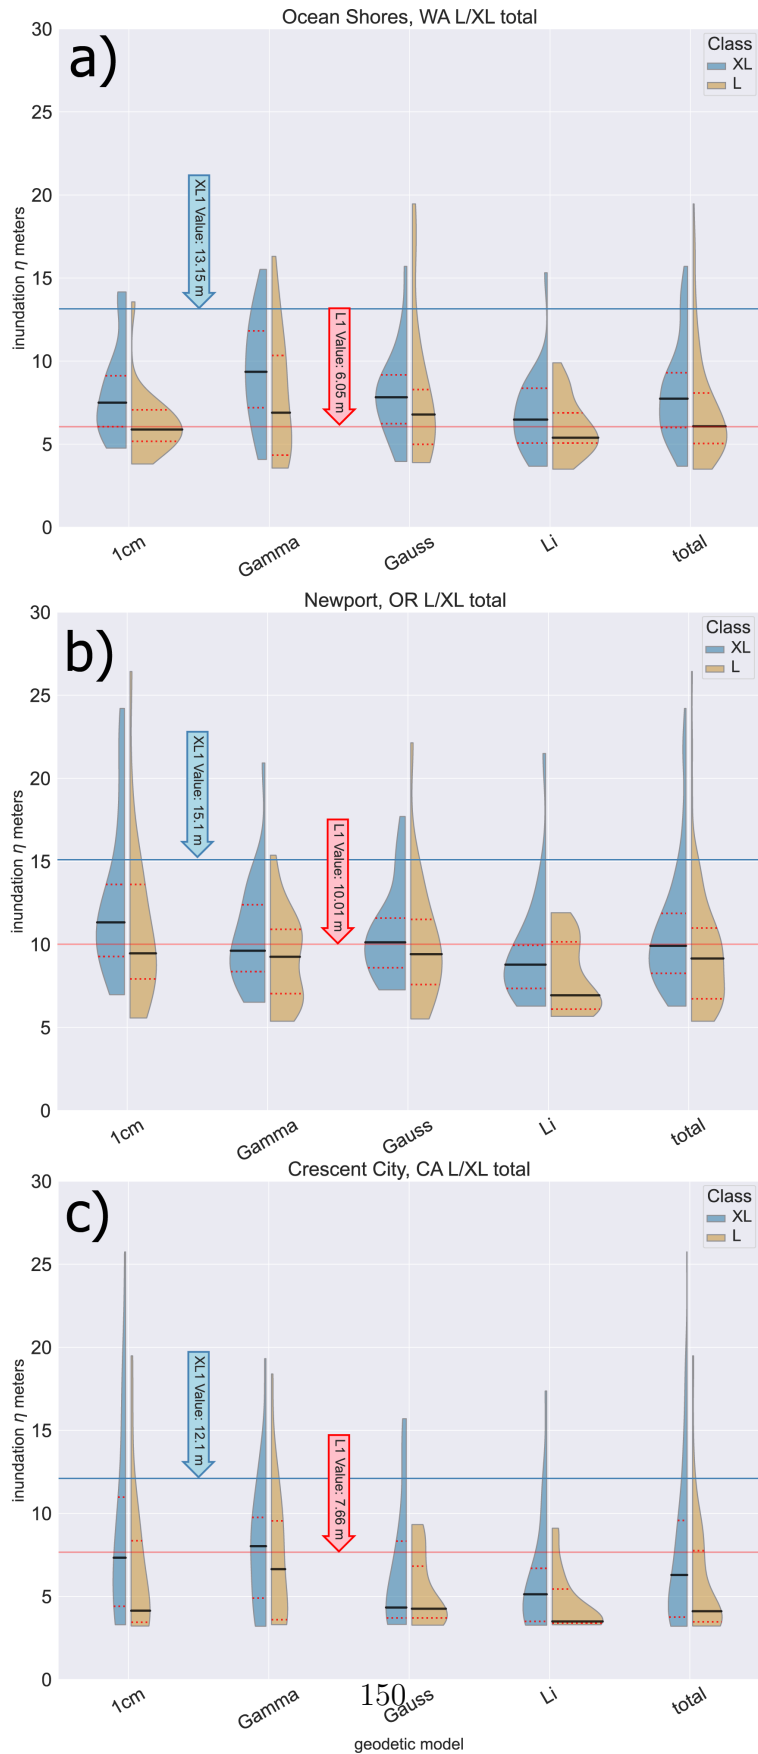 Ocean Shores, WA L/XL total
a)
30
25
20
15
10
5
0
inundation η meters
Class
XL
L
XL1 Value: 13.15 m
L1 Value: 6.05 m
1cm
Gamma
Gauss
Li
total
Newport, OR L/XL total
b)
30
25
20
15
10
5
0
inundation η meters
Class
XL
L
XL1 Value: 15.1 m
L1 Value: 10.01 m
1cm
Gamma
Gauss
Li
total
Crescent City, CA L/XL total
c)
30
25
20
15
10
5
0
inundation η meters
Class
XL
L
XL1 Value: 12.1 m
L1 Value: 7.66 m
1cm
Gamma
Gauss
Li
total
150
geodetic model